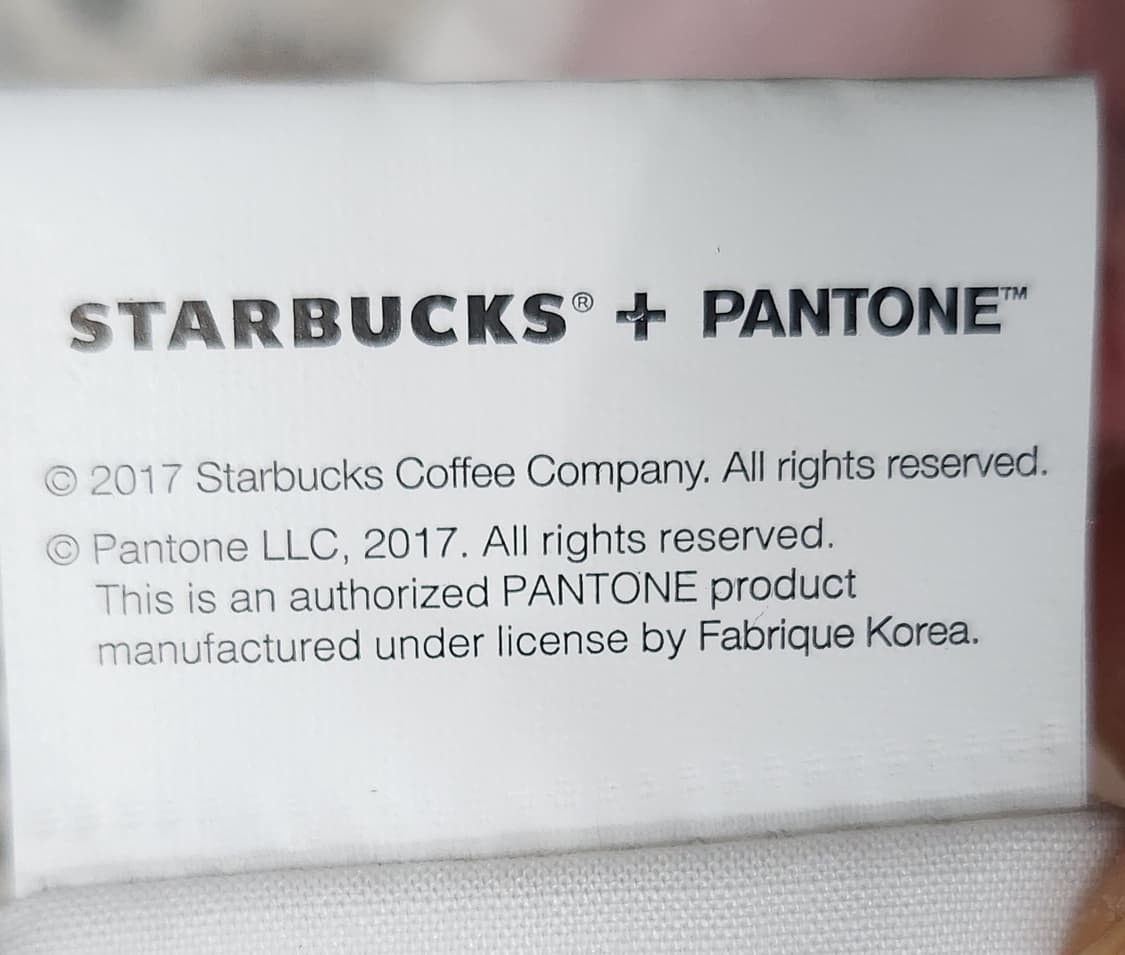 STARBUCKS® + PANTONE™
© 2017 Starbucks Coffee Company. All rights reserved.
© Pantone LLC, 2017. All rights reserved.
This is an authorized PANTONE product
manufactured under license by Fabrique Korea.